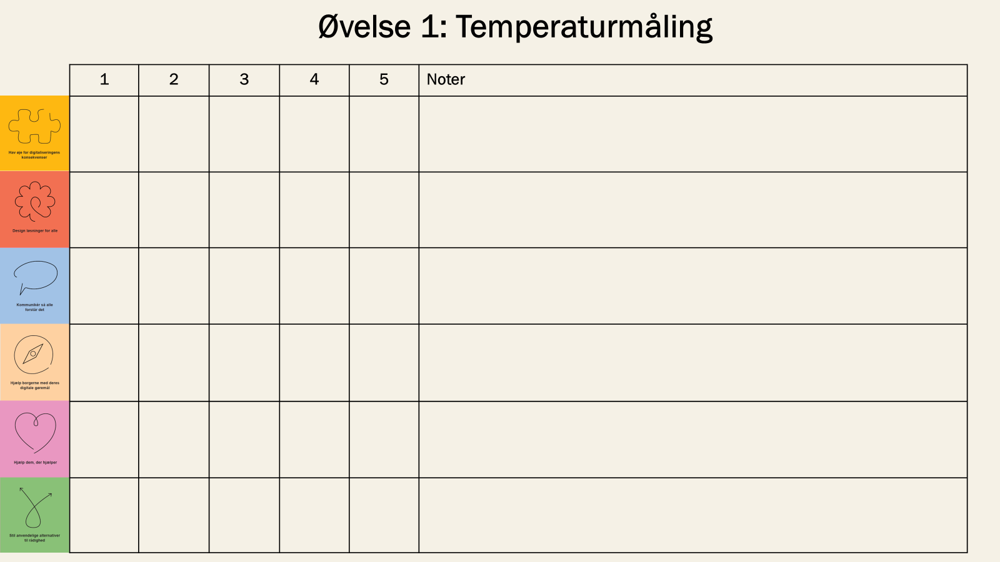 Øvelse 1: Temperaturmåling
1 2 3 4 5 Noter
Hav øje for digitaliseringens
konsekvenser
Design løsninger for alle
Kommunikér så alle
forstår det
Hjælp borgerne med deres
digitale gøremål
Hjælp dem, der hjælper
Stil anvendelige alternativer
til rådighed